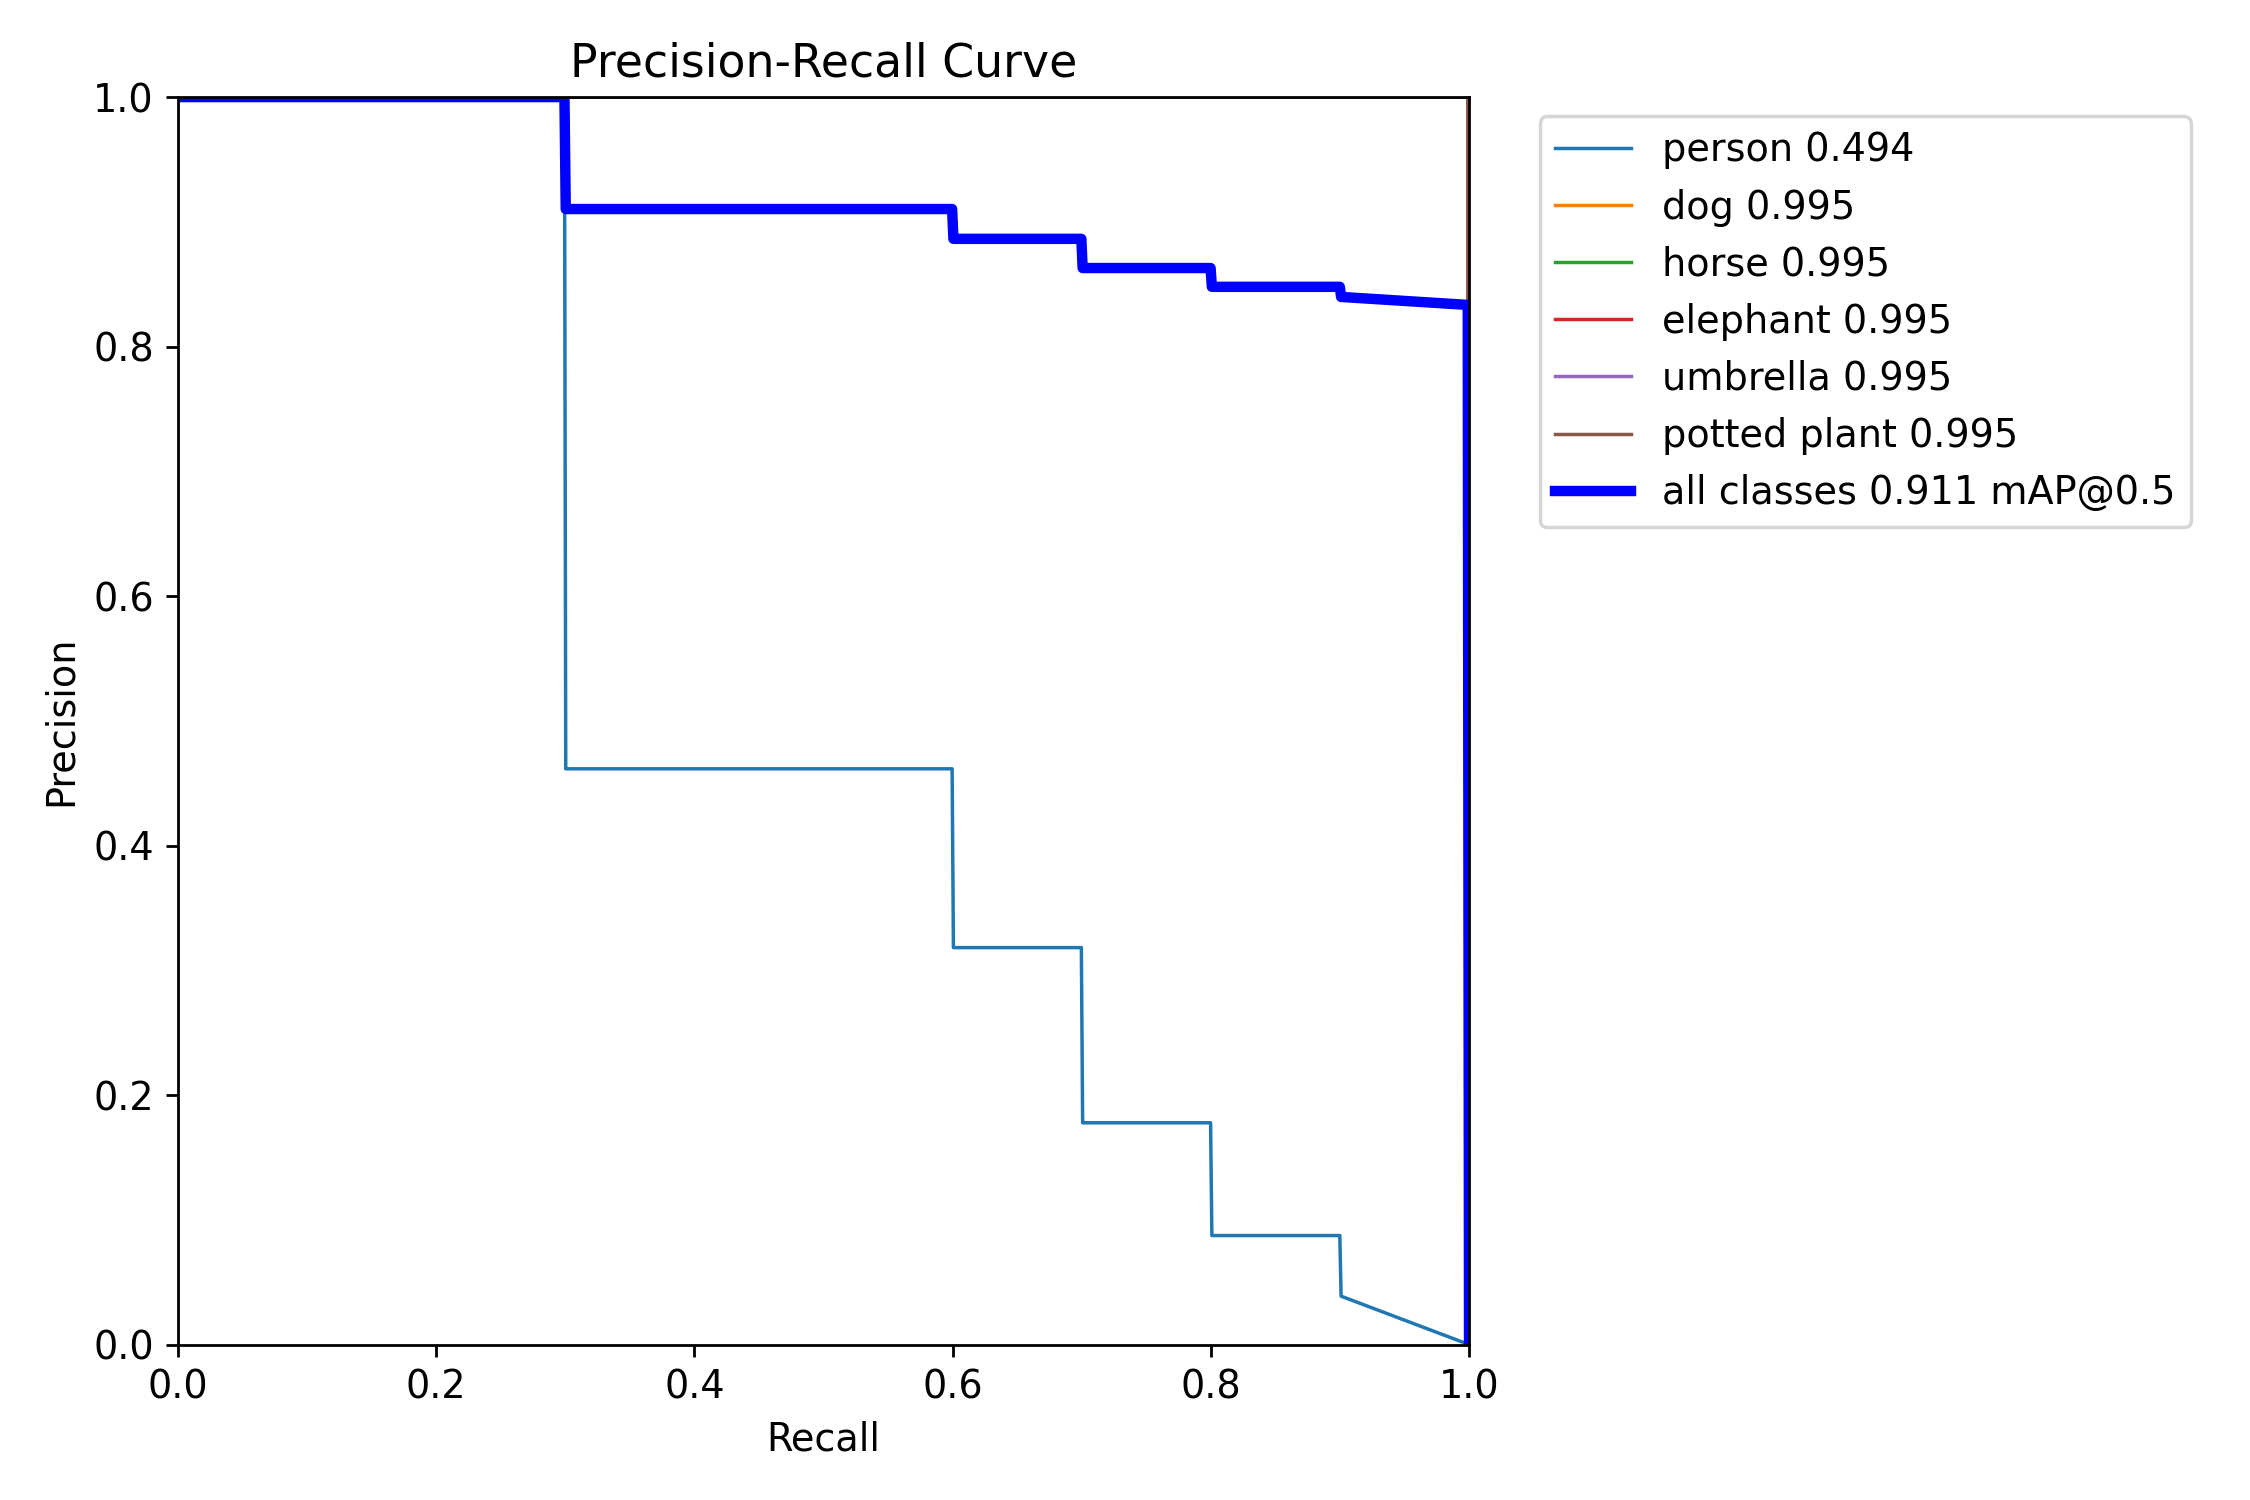 Precision-Recall Curve
1.0
0.8
0.6
0.4
0.2
0.0
Precision
0.0 0.2 0.4 0.6 0.8 1.0
Recall
person 0.494
dog 0.995
horse 0.995
elephant 0.995
umbrella 0.995
potted plant 0.995
all classes 0.911 mAP@0.5